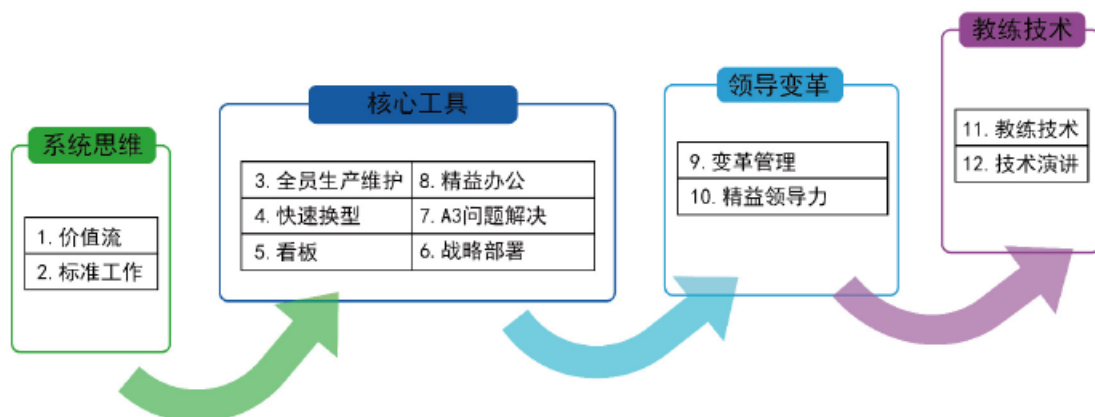 系统思维
1. 价值流
2. 标准工作
核心工具
3. 全员生产维护 8. 精益办公
4. 快速换型 7. A3问题解决
5. 看板 6. 战略部署
领导变革
9. 变革管理
10. 精益领导力
教练技术
11. 教练技术
12. 技术演讲